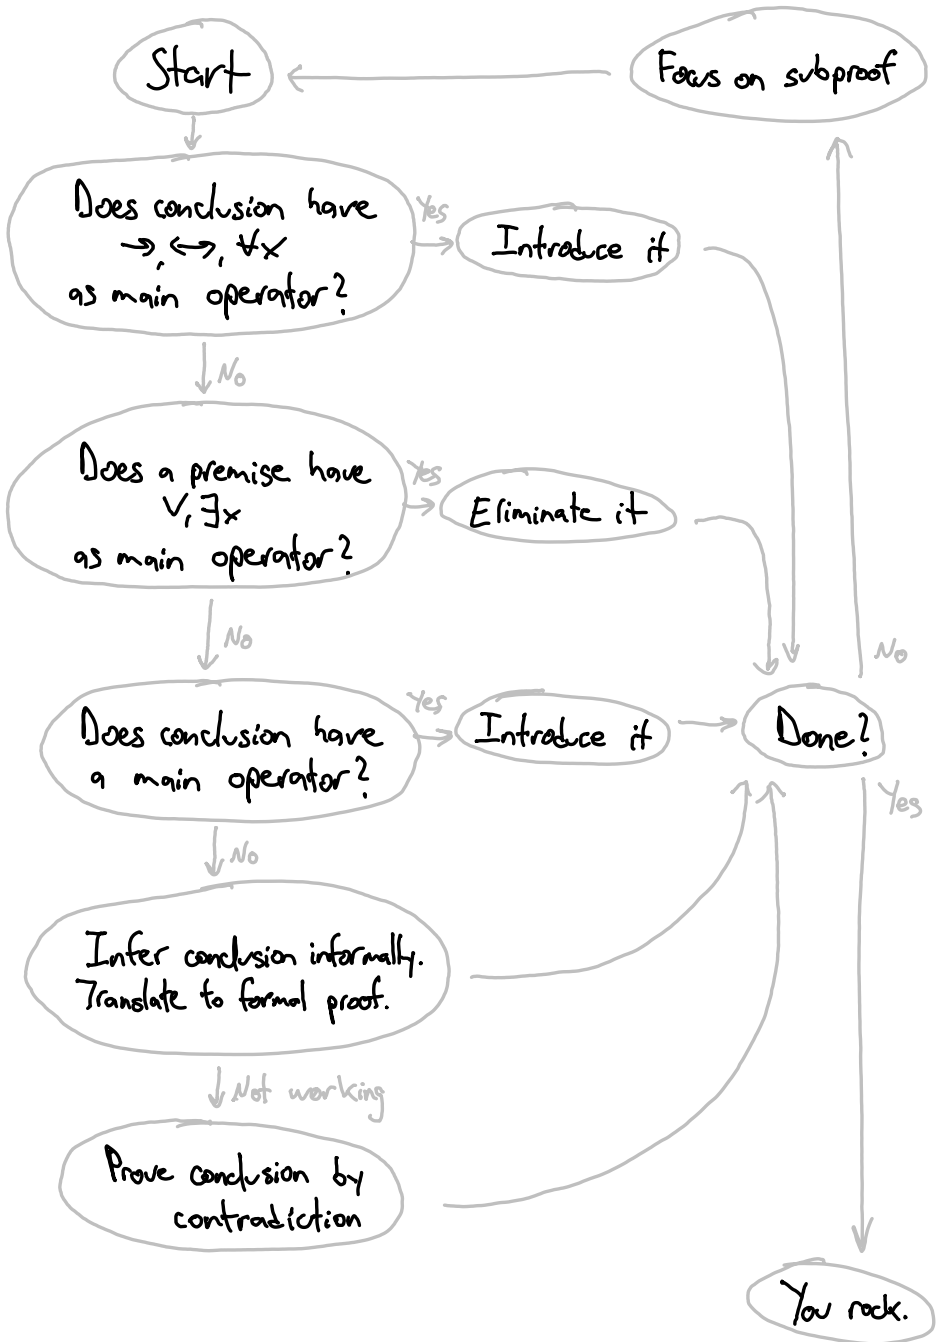 Start
Focus on subproof
Does conclusion have
→, ↔, ∀x
as main operator?
Yes
Introduce it
No
Does a premise have
∨, ∃x
as main operator?
Yes
Eliminate it
No
Does conclusion have
a main operator?
Yes
Introduce it
Done?
No
Yes
No
Infer conclusion informally.
Translate to formal proof.
Not working
Prove conclusion by
contradiction
You rock.